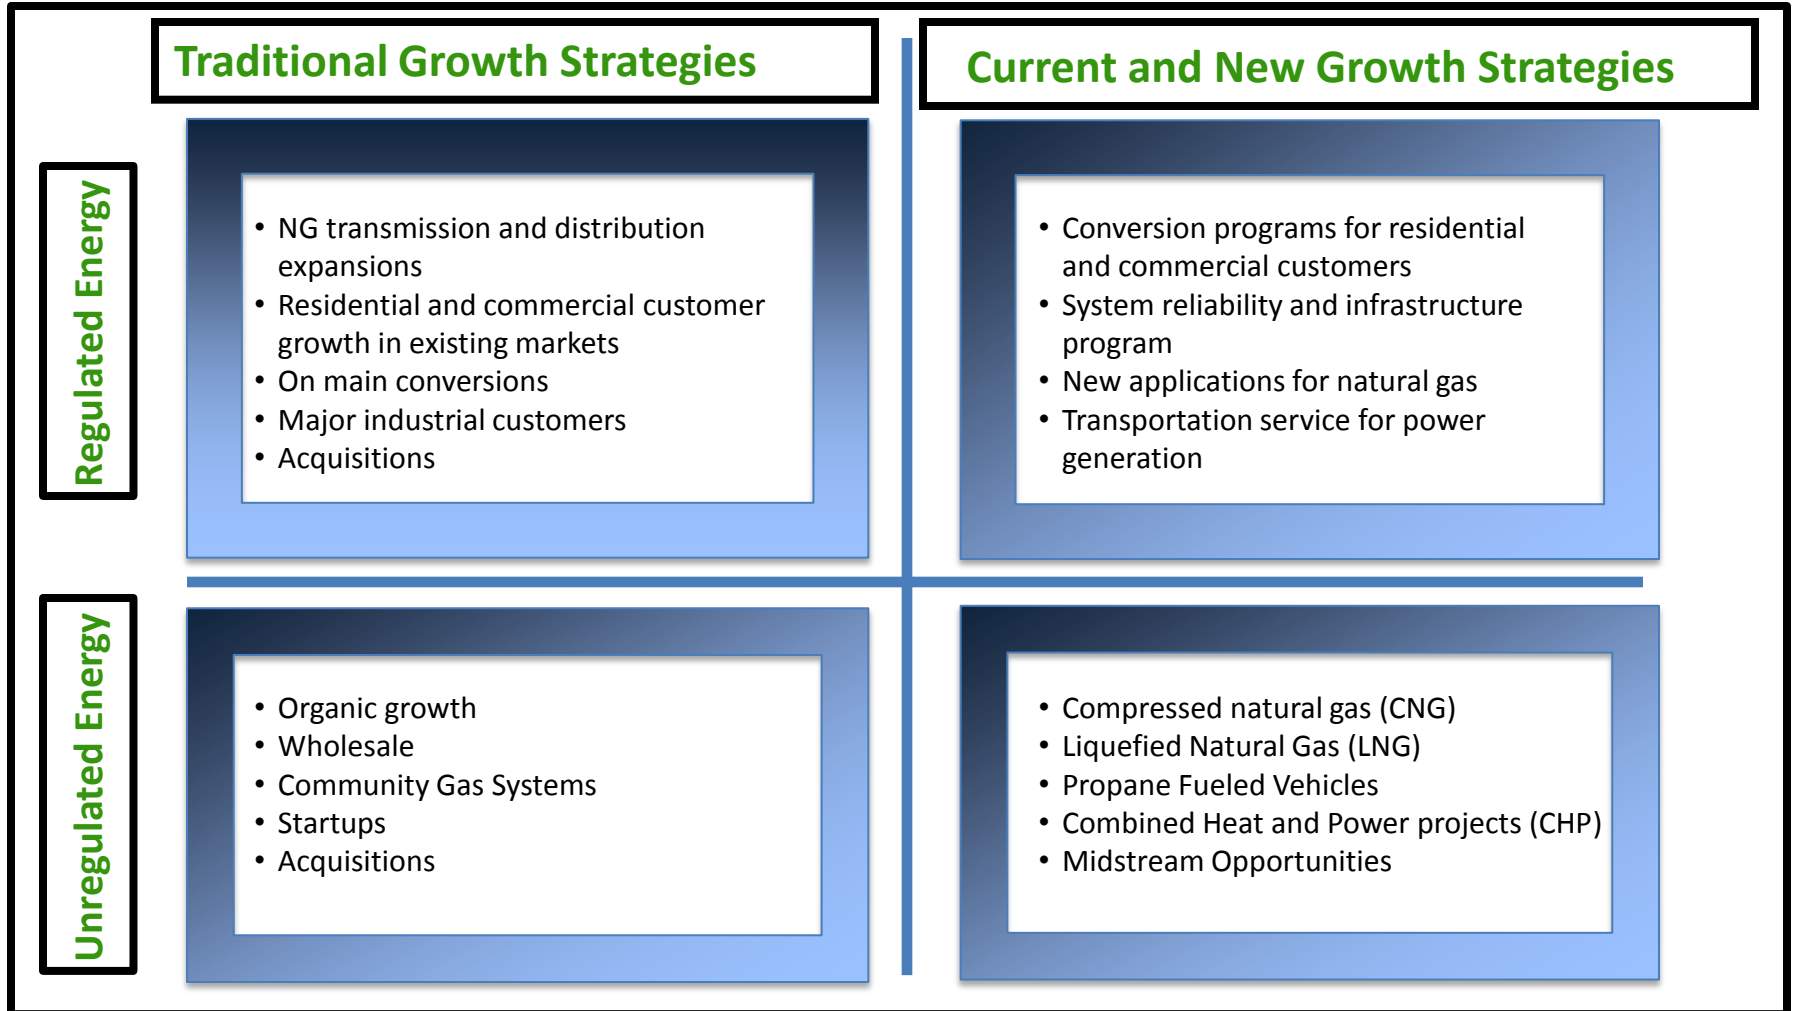 Traditional Growth Strategies
Current and New Growth Strategies
Regulated Energy
• NG transmission and distribution
expansions
• Residential and commercial customer
growth in existing markets
• On main conversions
• Major industrial customers
• Acquisitions
• Conversion programs for residential
and commercial customers
• System reliability and infrastructure
program
• New applications for natural gas
• Transportation service for power
generation
Unregulated Energy
• Organic growth
• Wholesale
• Community Gas Systems
• Startups
• Acquisitions
• Compressed natural gas (CNG)
• Liquefied Natural Gas (LNG)
• Propane Fueled Vehicles
• Combined Heat and Power projects (CHP)
• Midstream Opportunities